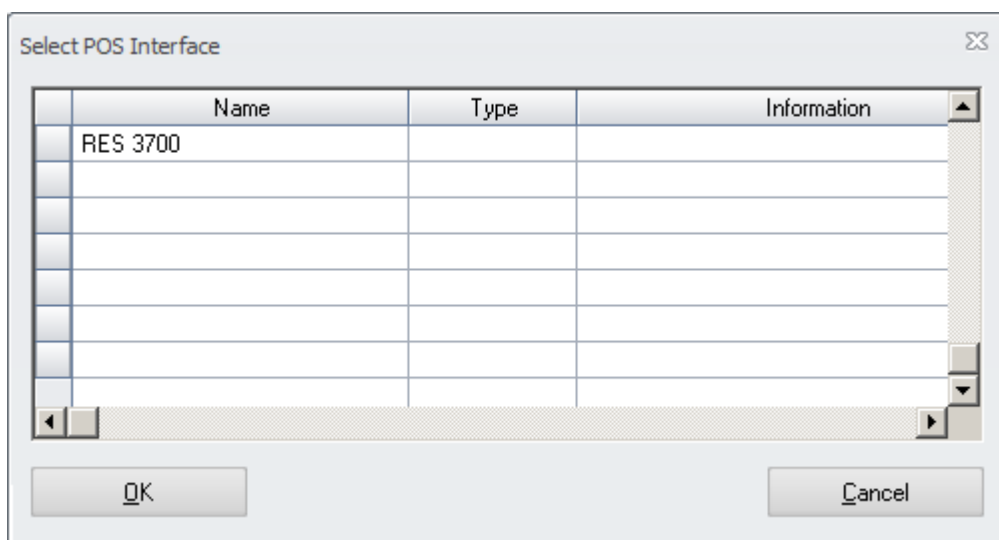 Select POS Interface
Name Type Information
RES 3700
OK Cancel